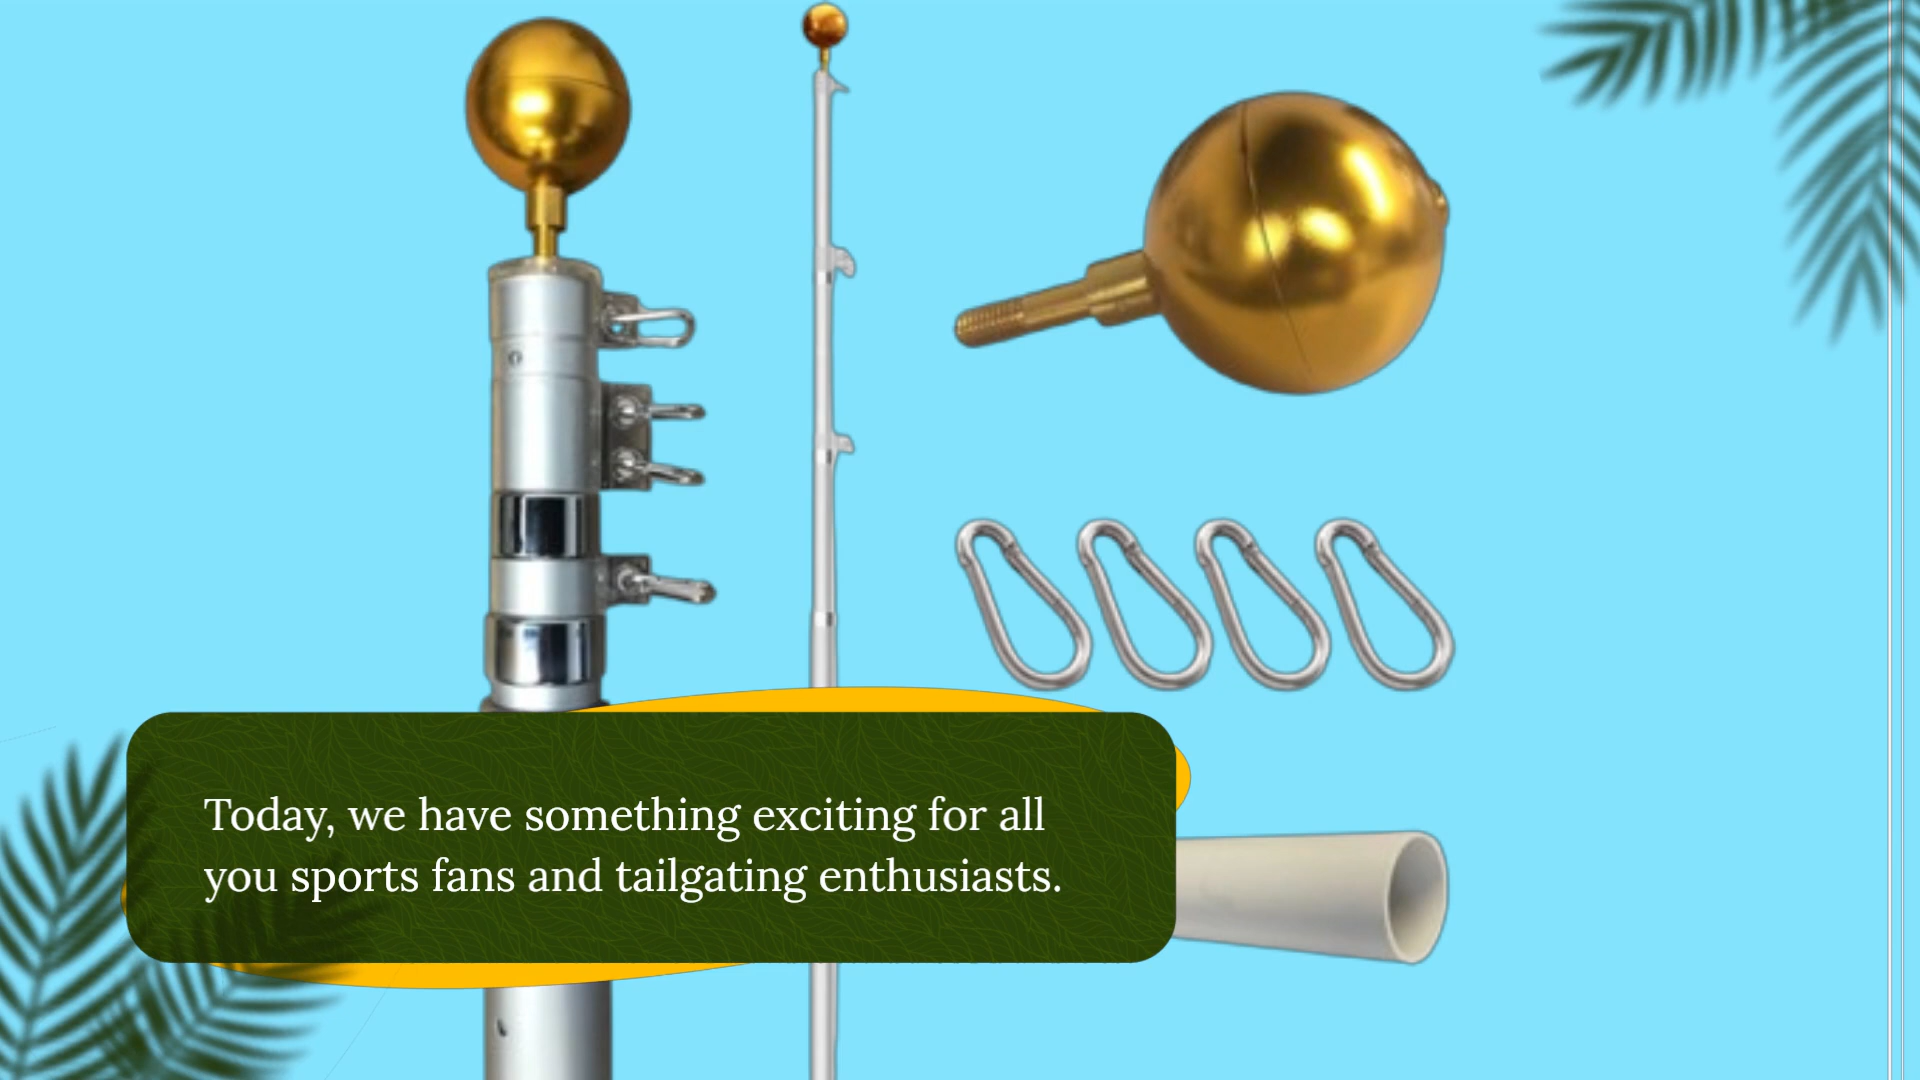 Today, we have something exciting for all
you sports fans and tailgating enthusiasts.